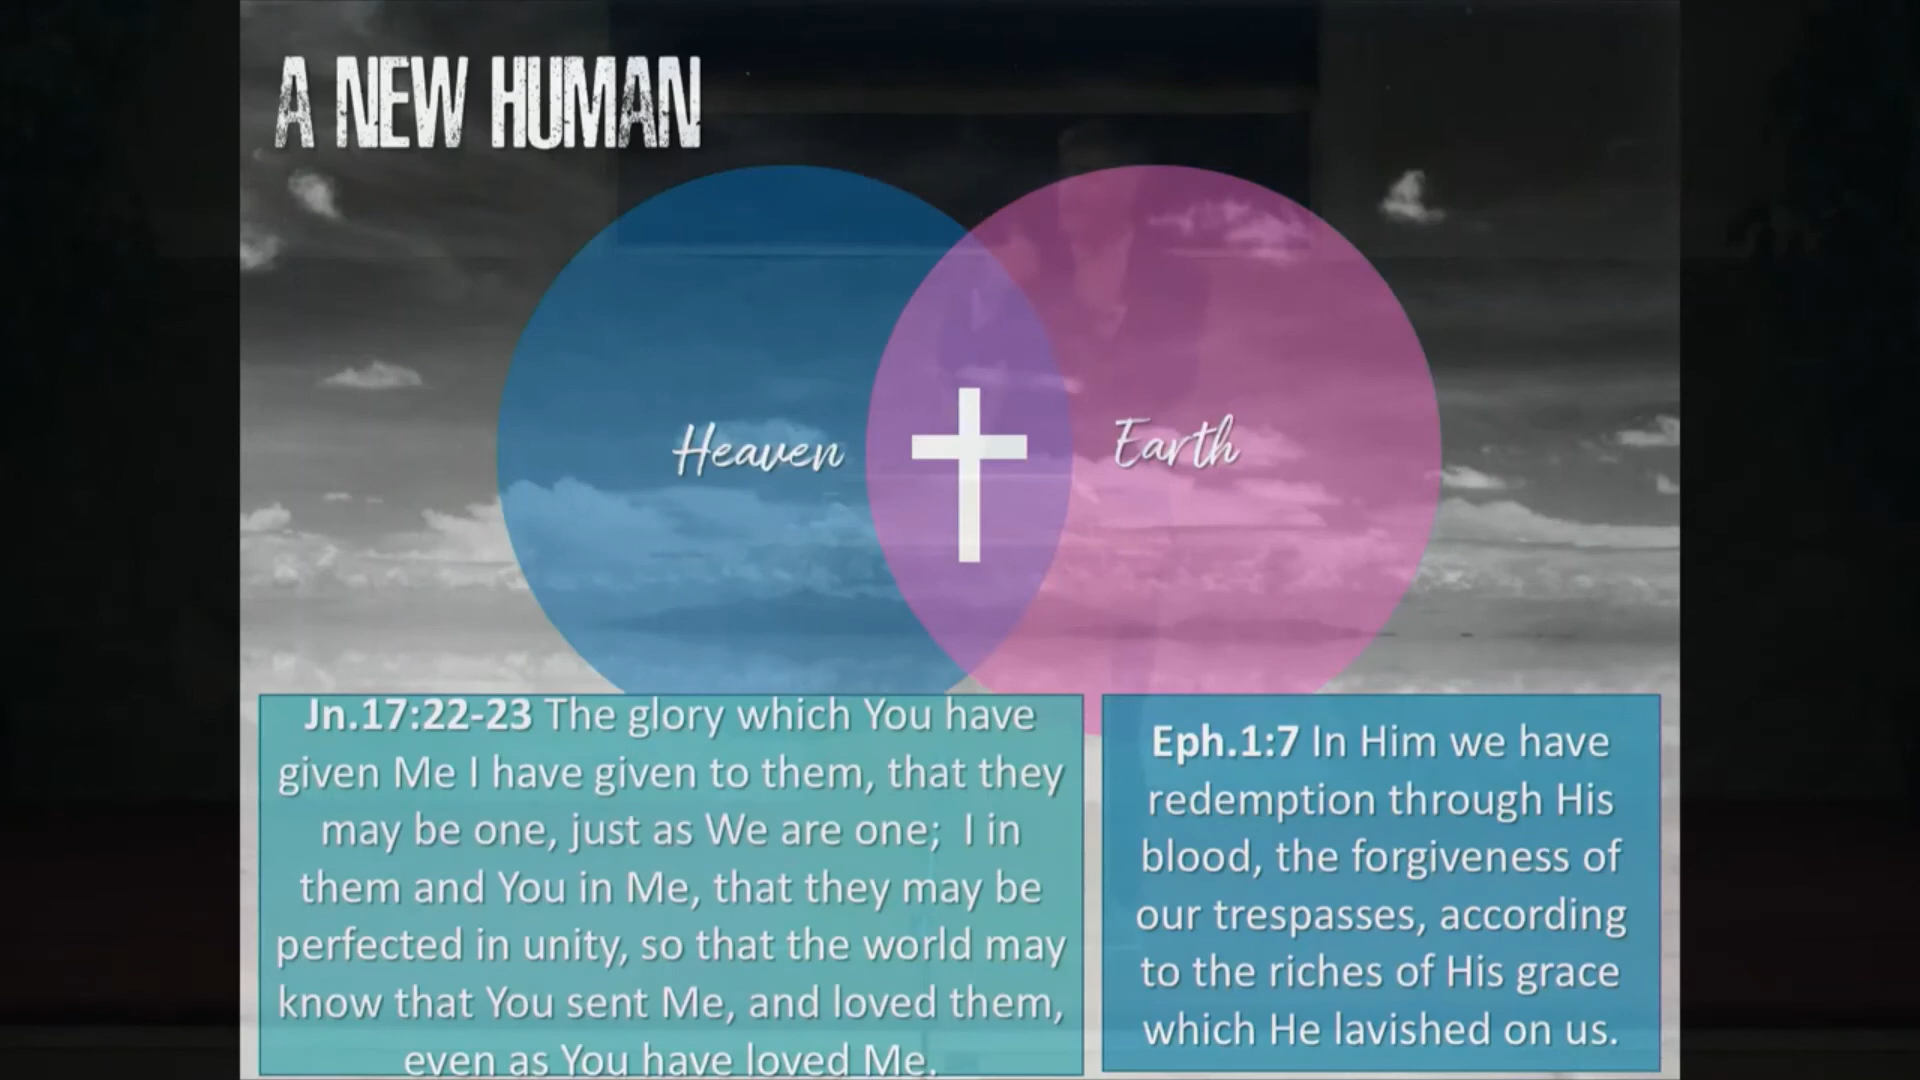 A NEW HUMAN
Heaven
Earth
Jn.17:22-23 The glory which You have
given Me I have given to them, that they
may be one, just as We are one; I in
them and You in Me, that they may be
perfected in unity, so that the world may
know that You sent Me, and loved them,
even as You have loved Me.
Eph.1:7 In Him we have
redemption through His
blood, the forgiveness of
our trespasses, according
to the riches of His grace
which He lavished on us.